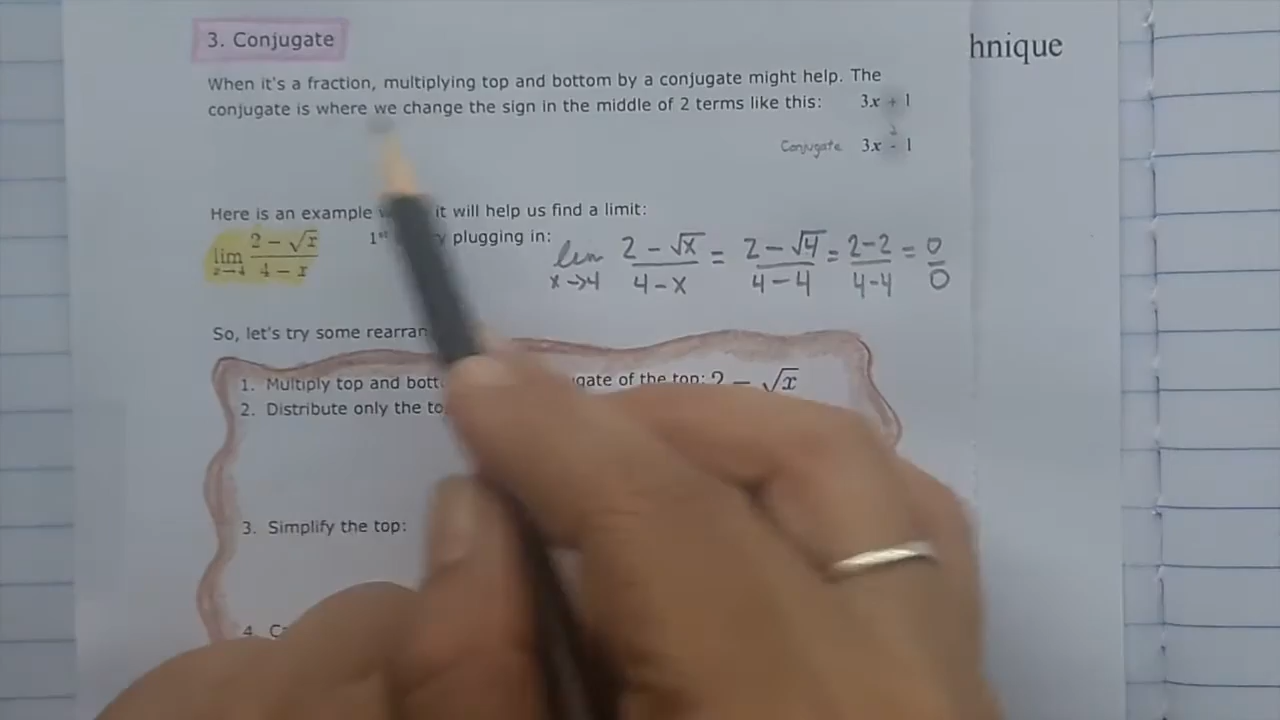 3. Conjugate
hnique
When it's a fraction, multiplying top and bottom by a conjugate might help. The
conjugate is where we change the sign in the middle of 2 terms like this: 3x + 1
Conjugate 3x - 1
Here is an example it will help us find a limit:
lim x→4 (2 − √x)/(4 − x) 1st plugging in: lim x→4 (2 − √x)/(4 − x) = (2 − √4)/(4 − 4) = (2-2)/(4-4) = 0/0
So, let's try some
1. Multiply top and of the top: 2 − √x
2. Distribute only the
3. Simplify the top:
4.